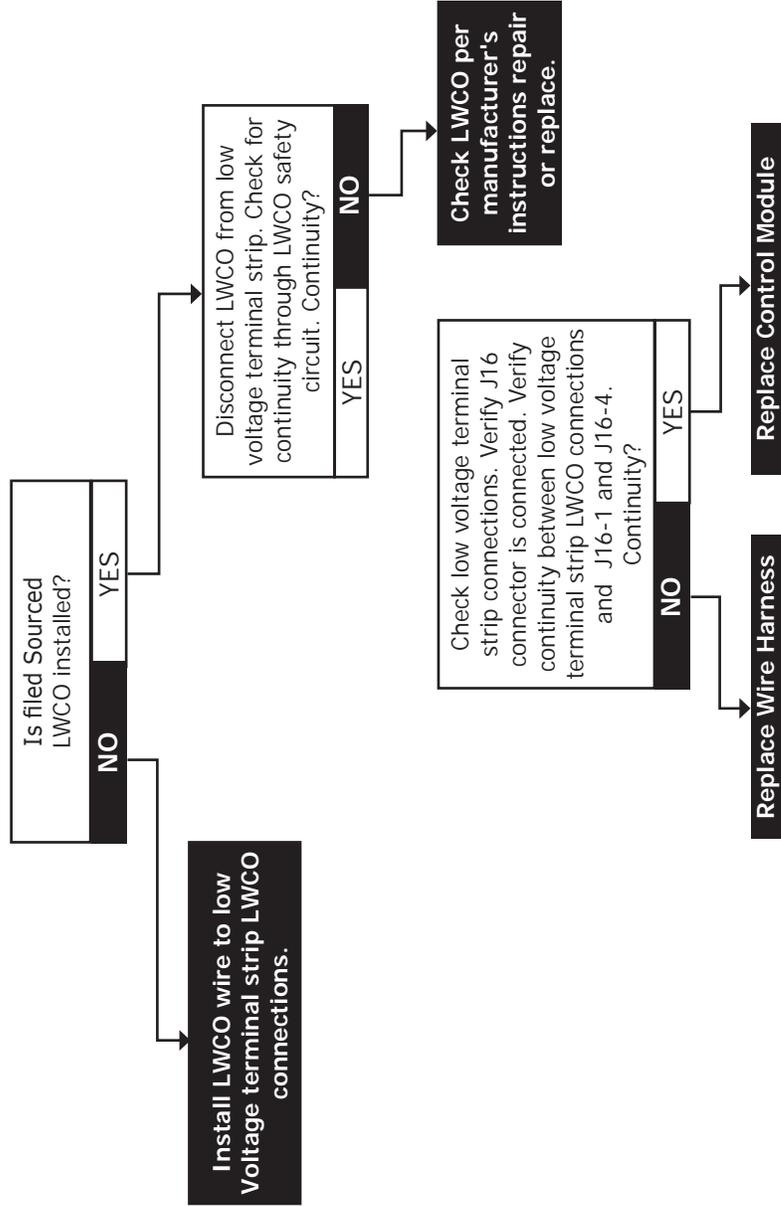 Is filed Sourced
LWCO installed?
NO
YES
Install LWCO wire to low
Voltage terminal strip LWCO
connections.
Disconnect LWCO from low
voltage terminal strip. Check for
continuity through LWCO safety
circuit. Continuity?
YES
NO
Check LWCO per
manufacturer's
instructions repair
or replace.
Check low voltage terminal
strip connections. Verify J16
connector is connected. Verify
continuity between low voltage
terminal strip LWCO connections
and J16-1 and J16-4.
Continuity?
NO
YES
Replace Wire Harness
Replace Control Module